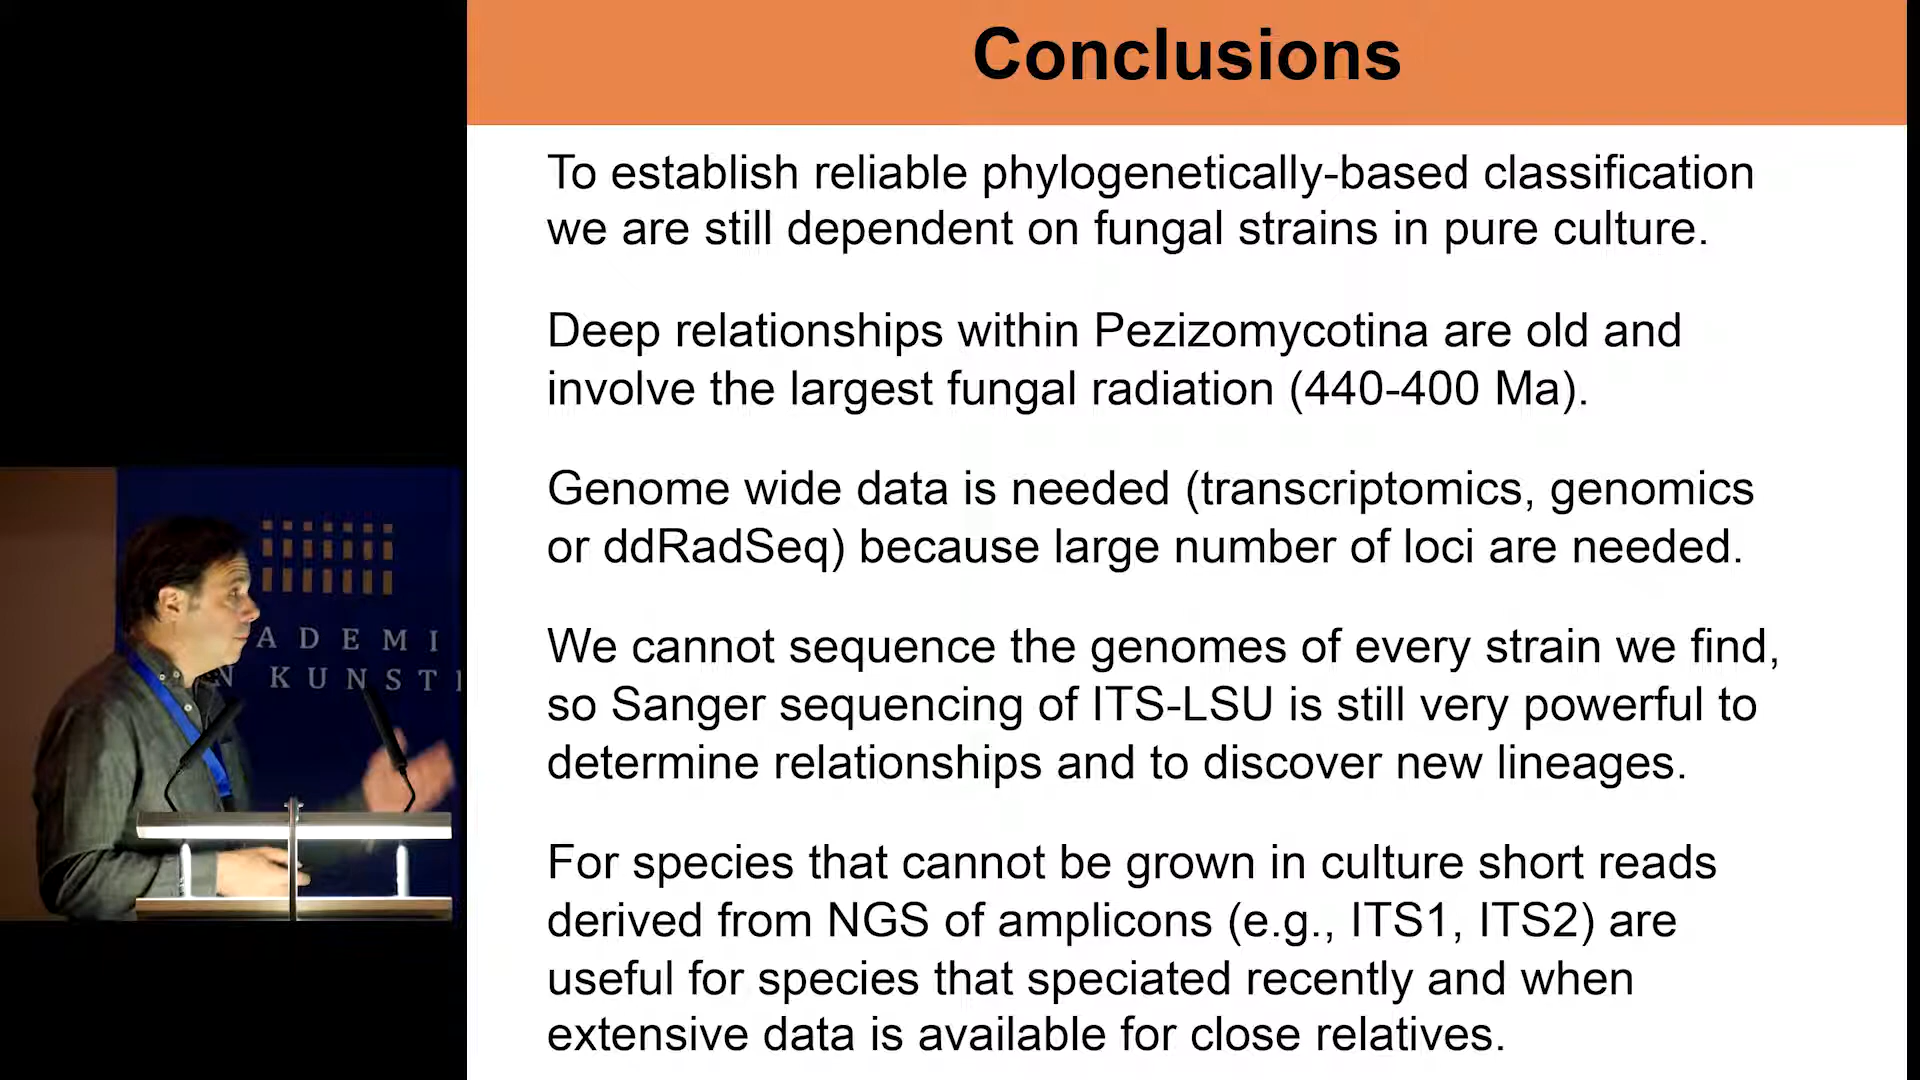 Conclusions
To establish reliable phylogenetically-based classification
we are still dependent on fungal strains in pure culture.
Deep relationships within Pezizomycotina are old and
involve the largest fungal radiation (440-400 Ma).
Genome wide data is needed (transcriptomics, genomics
or ddRadSeq) because large number of loci are needed.
We cannot sequence the genomes of every strain we find,
so Sanger sequencing of ITS-LSU is still very powerful to
determine relationships and to discover new lineages.
For species that cannot be grown in culture short reads
derived from NGS of amplicons (e.g., ITS1, ITS2) are
useful for species that speciated recently and when
extensive data is available for close relatives.
ADEMI
N KUNST